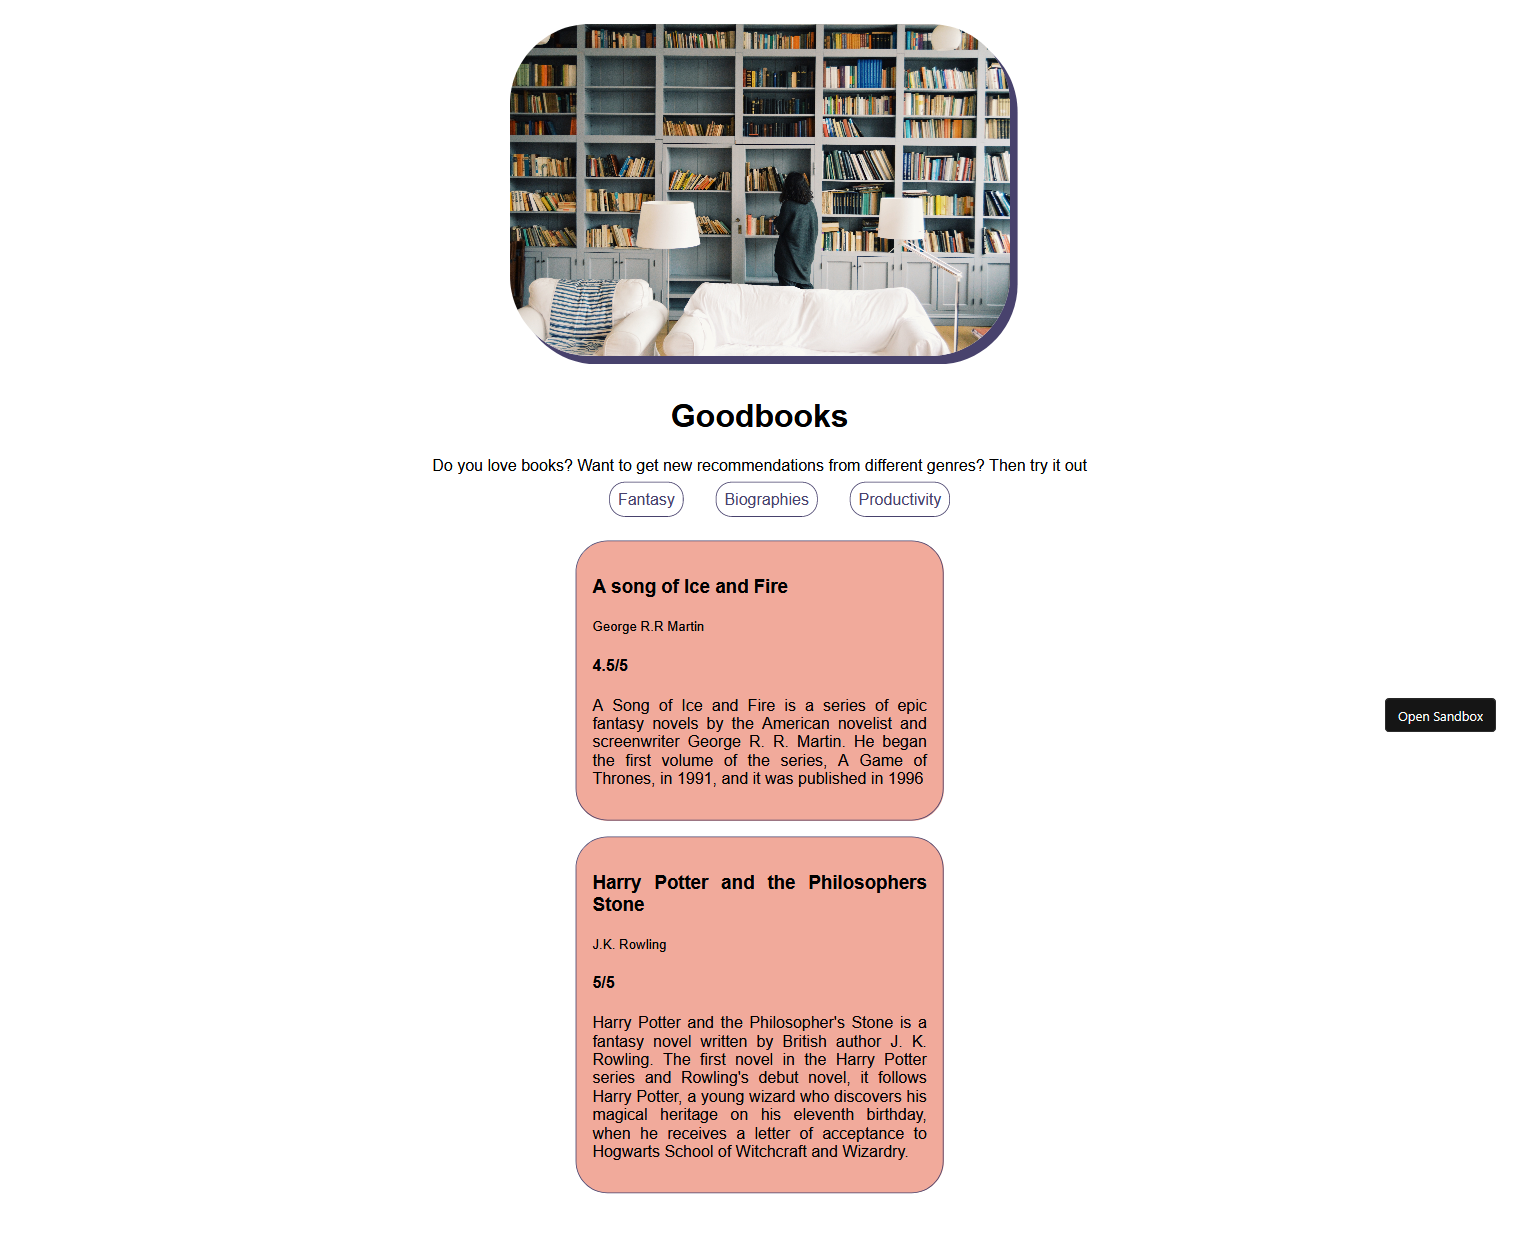 Goodbooks
Do you love books? Want to get new recommendations from different genres? Then try it out
Fantasy Biographies Productivity
A song of Ice and Fire
George R.R Martin
4.5/5
A Song of Ice and Fire is a series of epic
fantasy novels by the American novelist and
screenwriter George R. R. Martin. He began
the first volume of the series, A Game of
Thrones, in 1991, and it was published in 1996
Open Sandbox
Harry Potter and the Philosophers
Stone
J.K. Rowling
5/5
Harry Potter and the Philosopher's Stone is a
fantasy novel written by British author J. K.
Rowling. The first novel in the Harry Potter
series and Rowling's debut novel, it follows
Harry Potter, a young wizard who discovers his
magical heritage on his eleventh birthday,
when he receives a letter of acceptance to
Hogwarts School of Witchcraft and Wizardry.